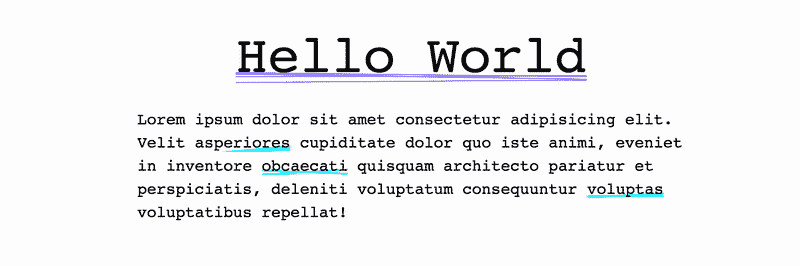 Hello World
Lorem ipsum dolor sit amet consectetur adipisicing elit.
Velit asperiores cupiditate dolor quo iste animi, eveniet
in inventore obcaecati quisquam architecto pariatur et
perspiciatis, deleniti voluptatum consequuntur voluptas
voluptatibus repellat!